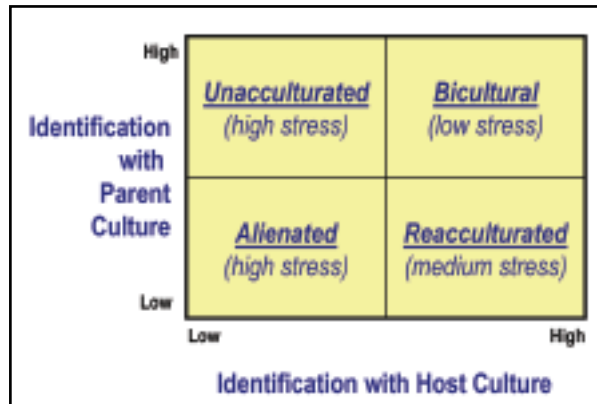 High
Unacculturated
(high stress)
Bicultural
(low stress)
Identification
with
Parent
Culture
Alienated
(high stress)
Reacculturated
(medium stress)
Low
Low
High
Identification with Host Culture